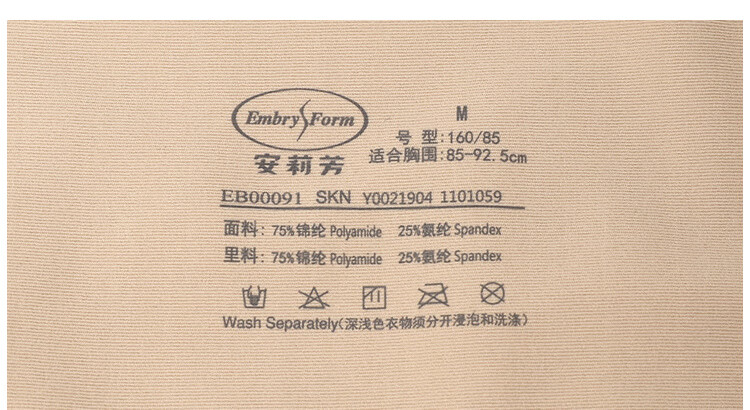 Embry Form
安莉芳
M
号 型:160/85
适合胸围:85-92.5cm
EB00091 SKN Y0021904 1101059
面料: 75%锦纶 Polyamide 25%氨纶 Spandex
里料: 75%锦纶 Polyamide 25%氨纶 Spandex
Wash Separately(深浅色衣物须分开浸泡和洗涤)